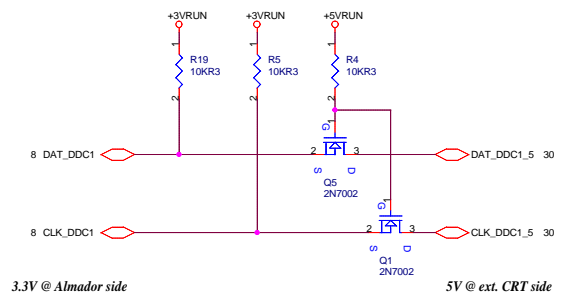 +3VRUN +3VRUN +5VRUN
1 1 1
R19 R5 R4
10KR3 10KR3 10KR3
2 2 2
1
G
8 DAT_DDC1 2 3 DAT_DDC1_5 30
S D
Q5
2N7002
1
G
8 CLK_DDC1 2 3 CLK_DDC1_5 30
S D
Q1
2N7002
3.3V @ Almador side 5V @ ext. CRT side